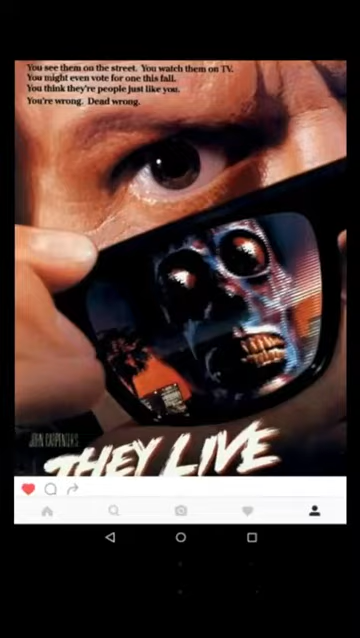 You see them on the street. You watch them on TV.
You might even vote for one this fall.
You think they're people just like you.
You're wrong. Dead wrong.
JOHN CARPENTER'S
THEY LIVE